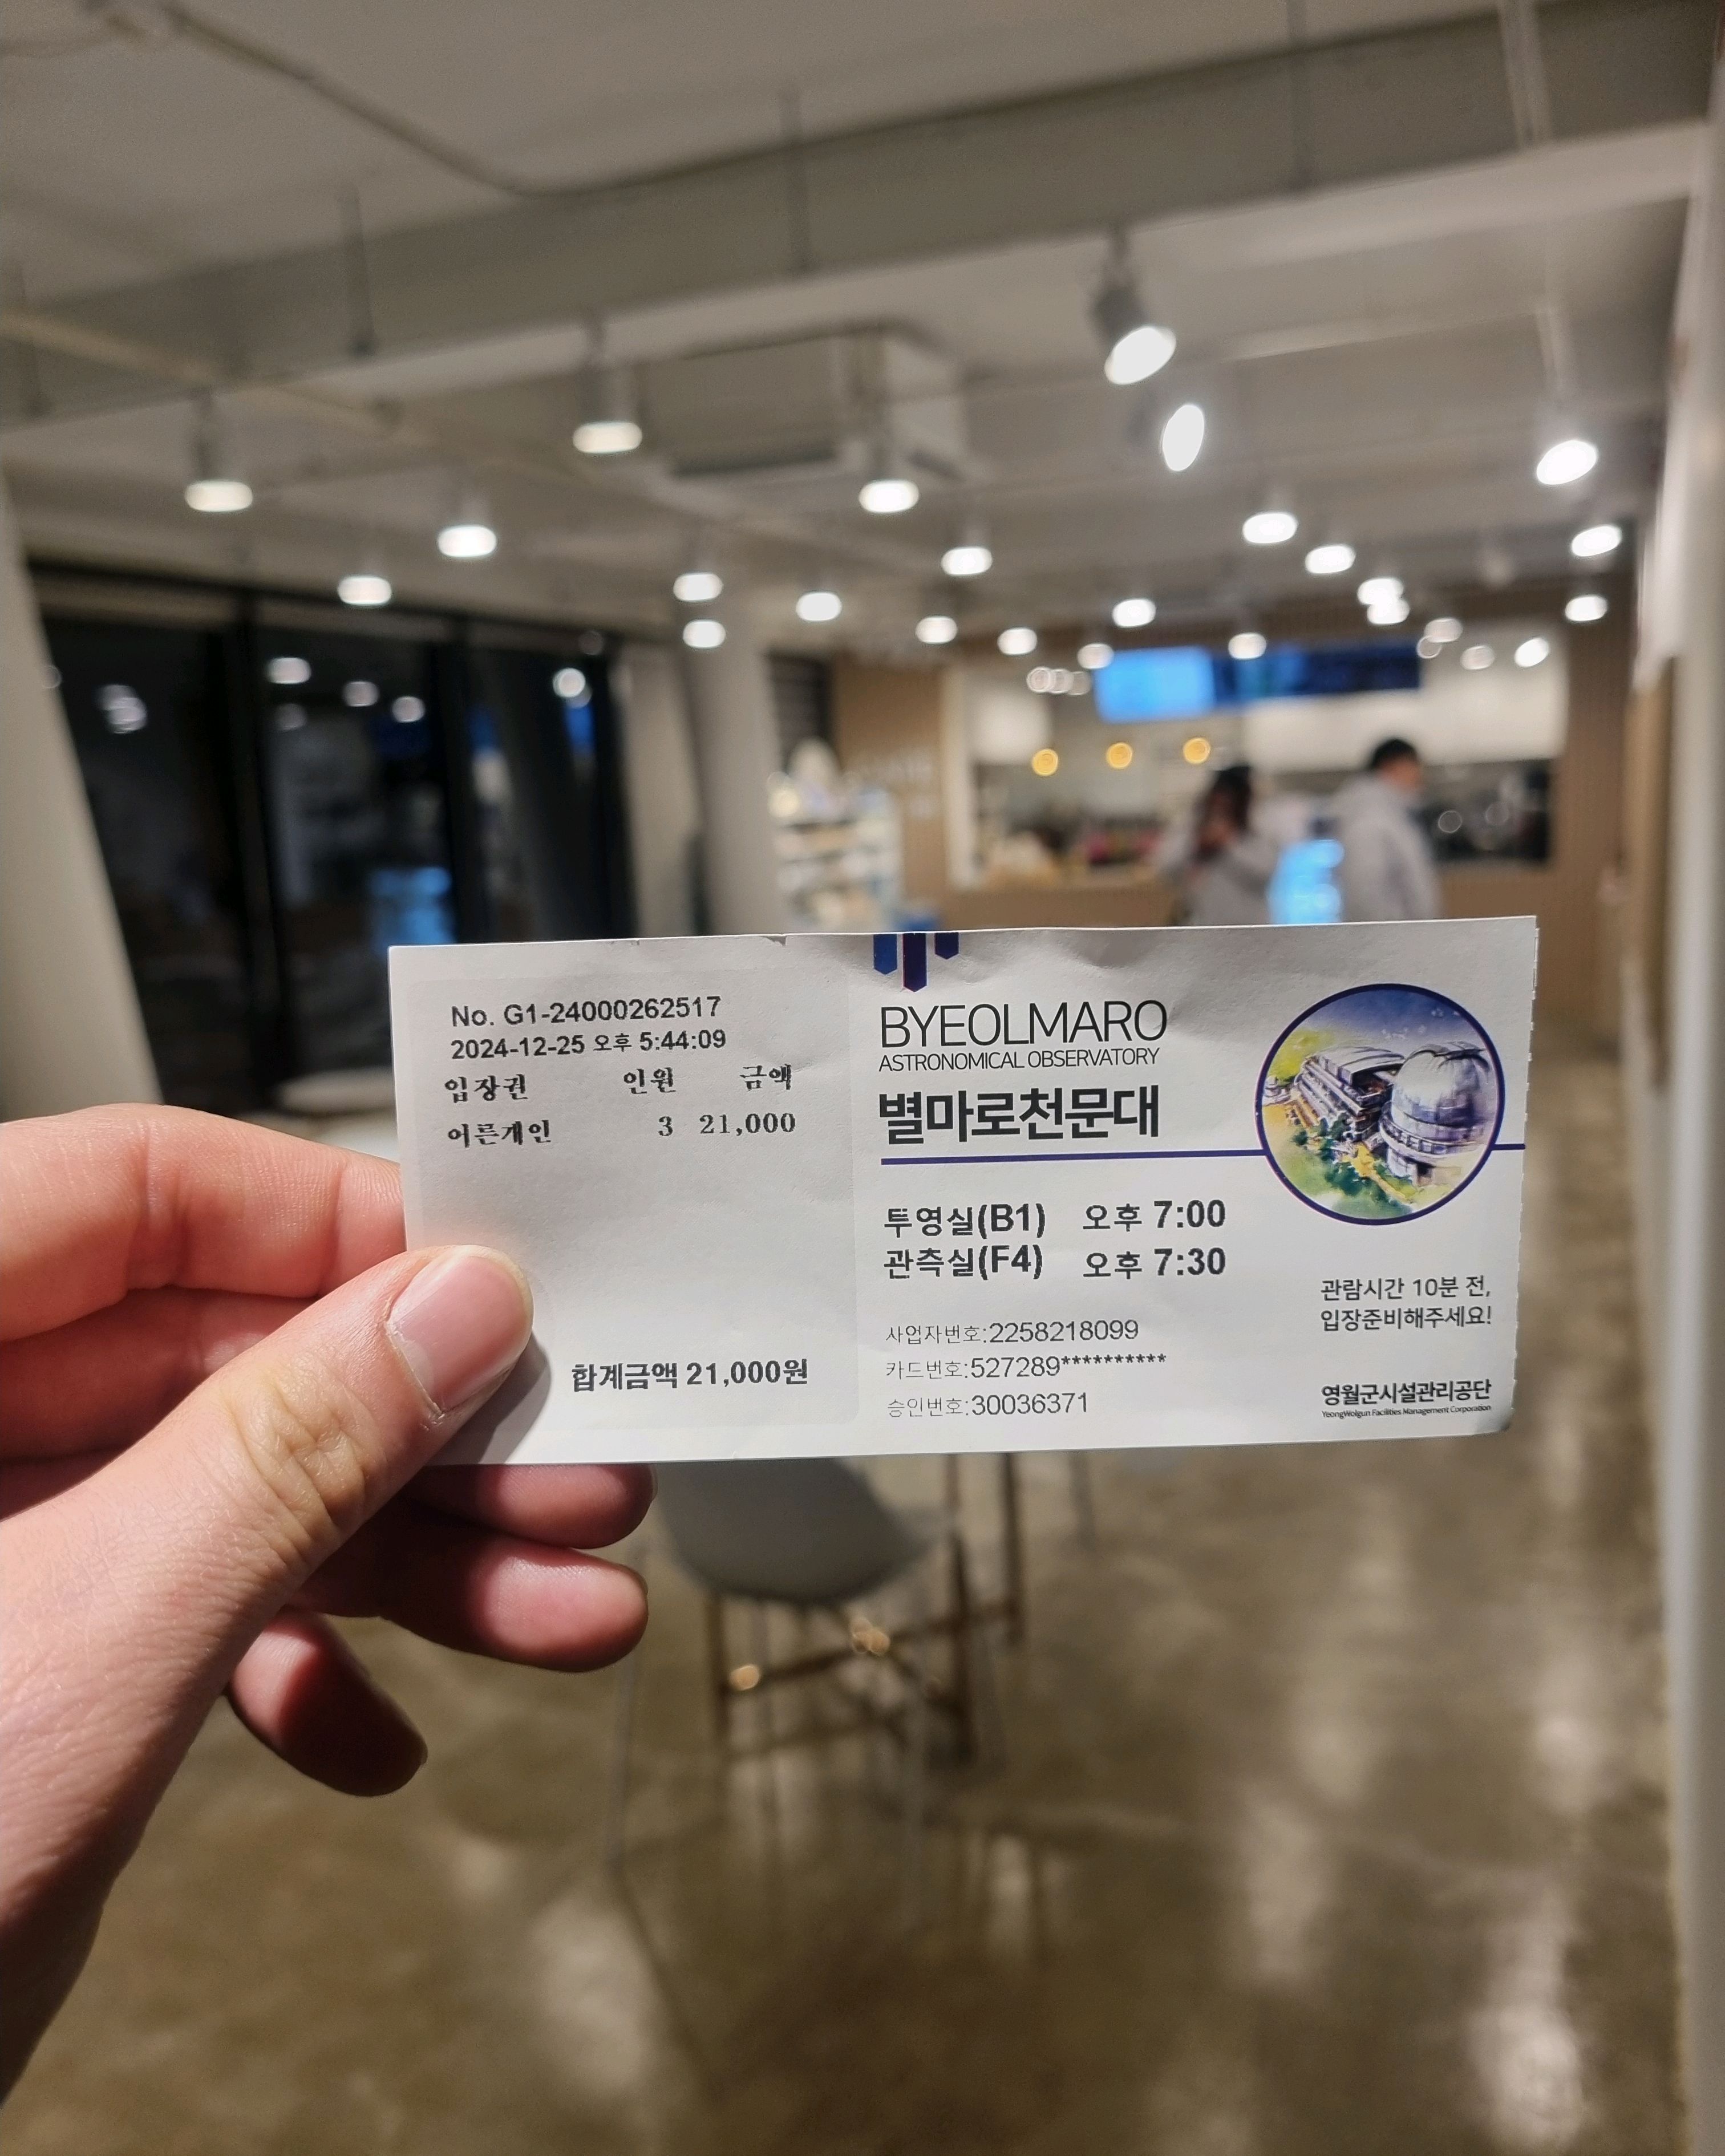 No. G1-24000262517
2024-12-25 오후 5:44:09
입장권 인원 금액
어른개인 3 21,000
합계금액 21,000원
BYEOLMARO
ASTRONOMICAL OBSERVATORY
별마로천문대
투영실(B1) 오후 7:00
관측실(F4) 오후 7:30
사업자번호:2258218099
카드번호:527289**********
승인번호:30036371
관람시간 10분 전,
입장준비해주세요!
영월군시설관리공단
YeongWolgun Facilities Management Corporation